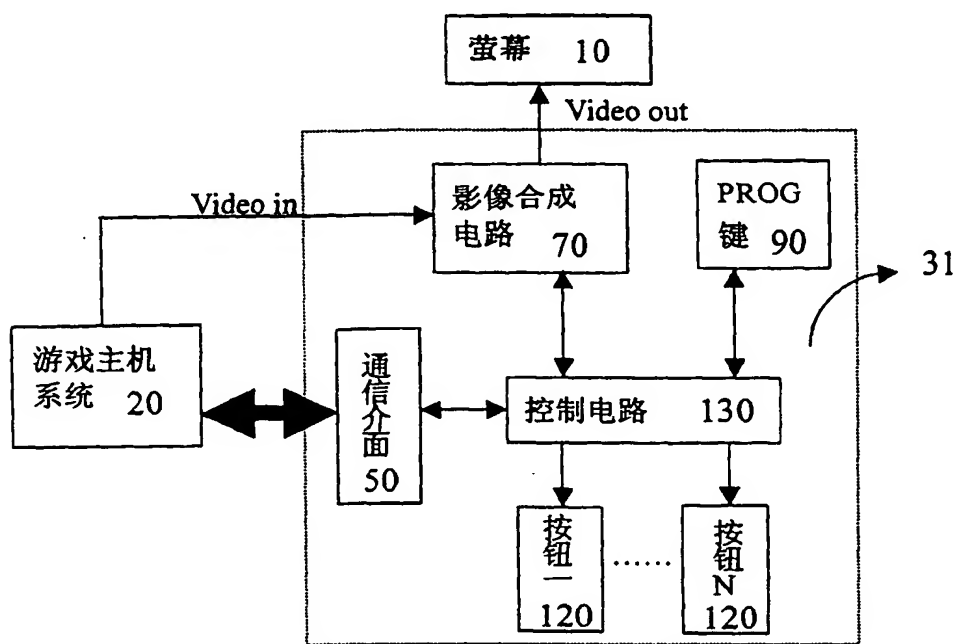 萤幕 10
Video out
Video in
影像合成
电路 70
PROG
键 90
31
游戏主机
系统 20
通信介面
50
控制电路 130
按钮一
120
......
按钮N
120